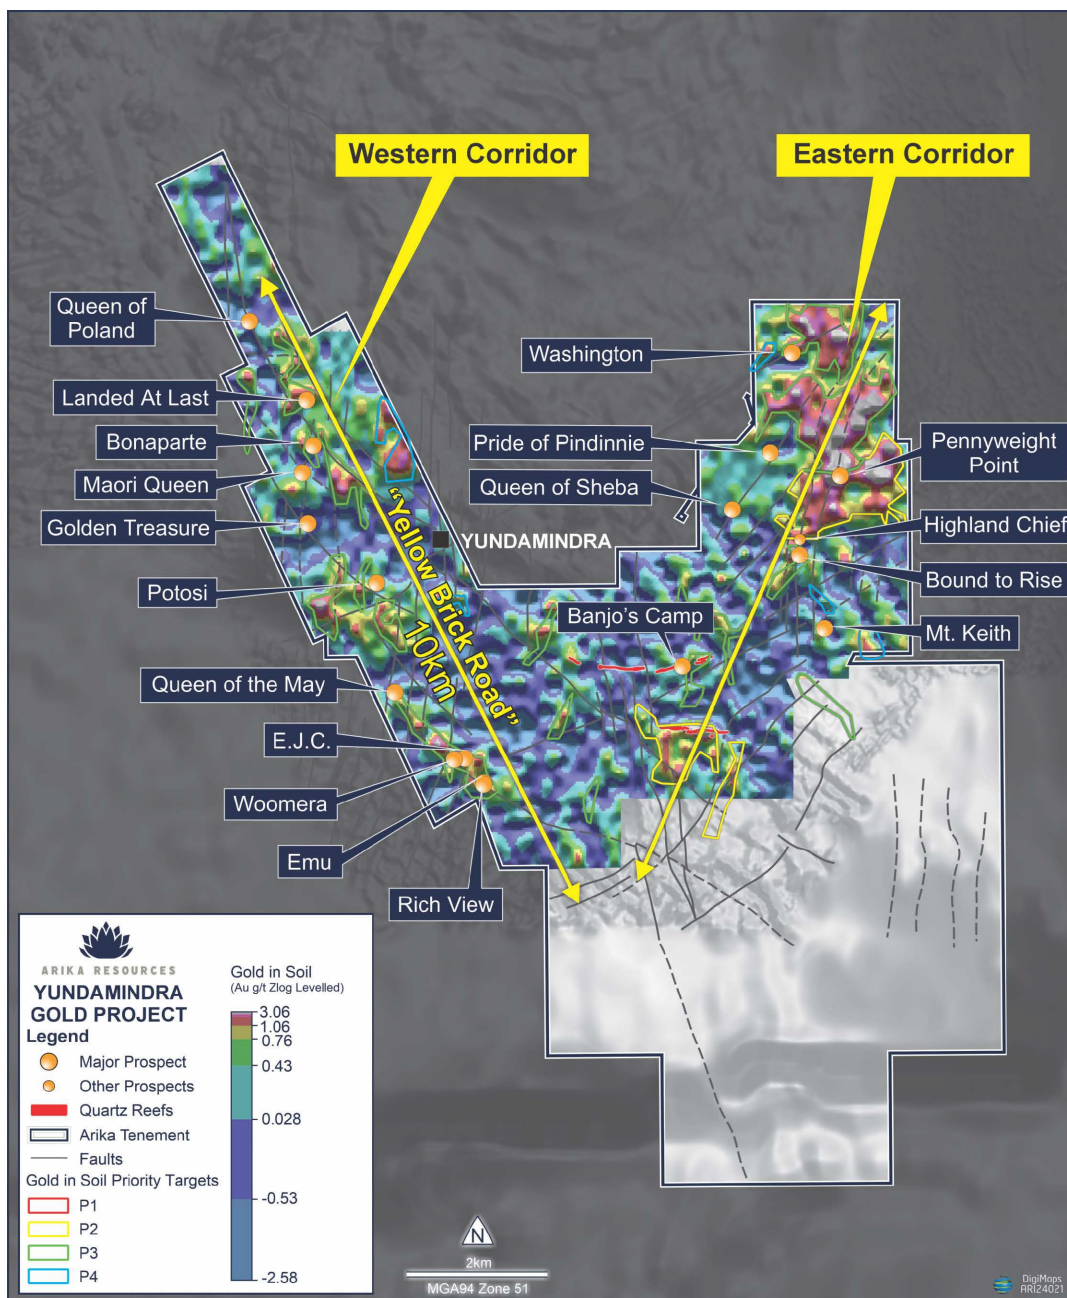 Western Corridor
Eastern Corridor
Queen of
Poland
Landed At Last
Bonaparte
Maori Queen
Golden Treasure
Potosi
Queen of the May
E.J.C.
Woomera
Emu
Rich View
"Yellow Brick Road"
10km
YUNDAMINDRA
Banjo's Camp
Washington
Pride of Pindinnie
Queen of Sheba
Pennyweight
Point
Highland Chief
Bound to Rise
Mt. Keith
ARIKA RESOURCES
YUNDAMINDRA
GOLD PROJECT
Legend
Major Prospect
Other Prospects
Quartz Reefs
Arika Tenement
Faults
Gold in Soil Priority Targets
P1
P2
P3
P4
Gold in Soil
(Au g/t Zlog Levelled)
3.06
1.06
0.76
0.43
0.028
-0.53
-2.58
N
2km
MGA94 Zone 51
DigiMaps
ARI24021